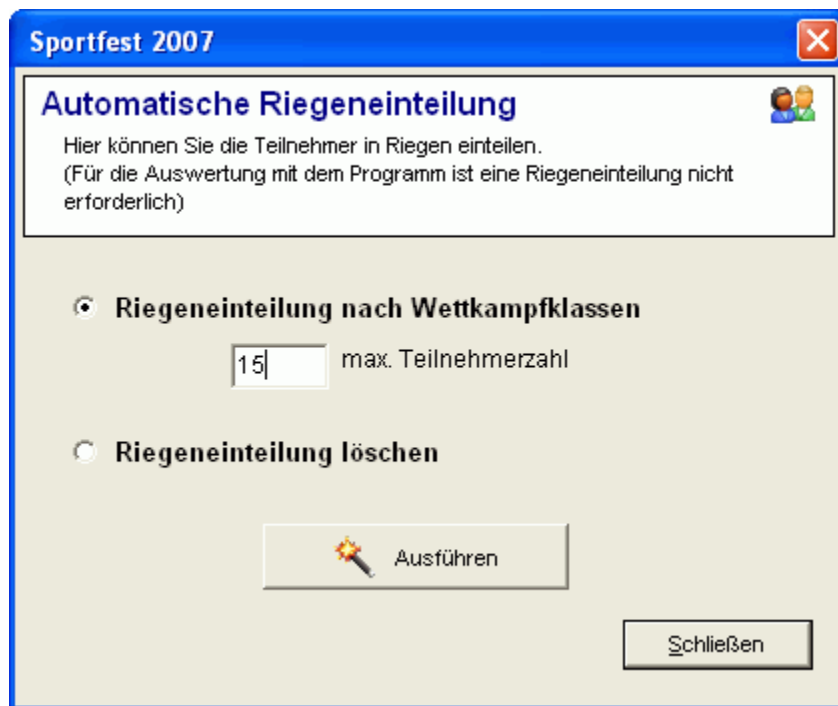 Sportfest 2007
Automatische Riegeneinteilung
Hier können Sie die Teilnehmer in Riegen einteilen.
(Für die Auswertung mit dem Programm ist eine Riegeneinteilung nicht
erforderlich)
Riegeneinteilung nach Wettkampfklassen
15 max. Teilnehmerzahl
Riegeneinteilung löschen
Ausführen
Schließen